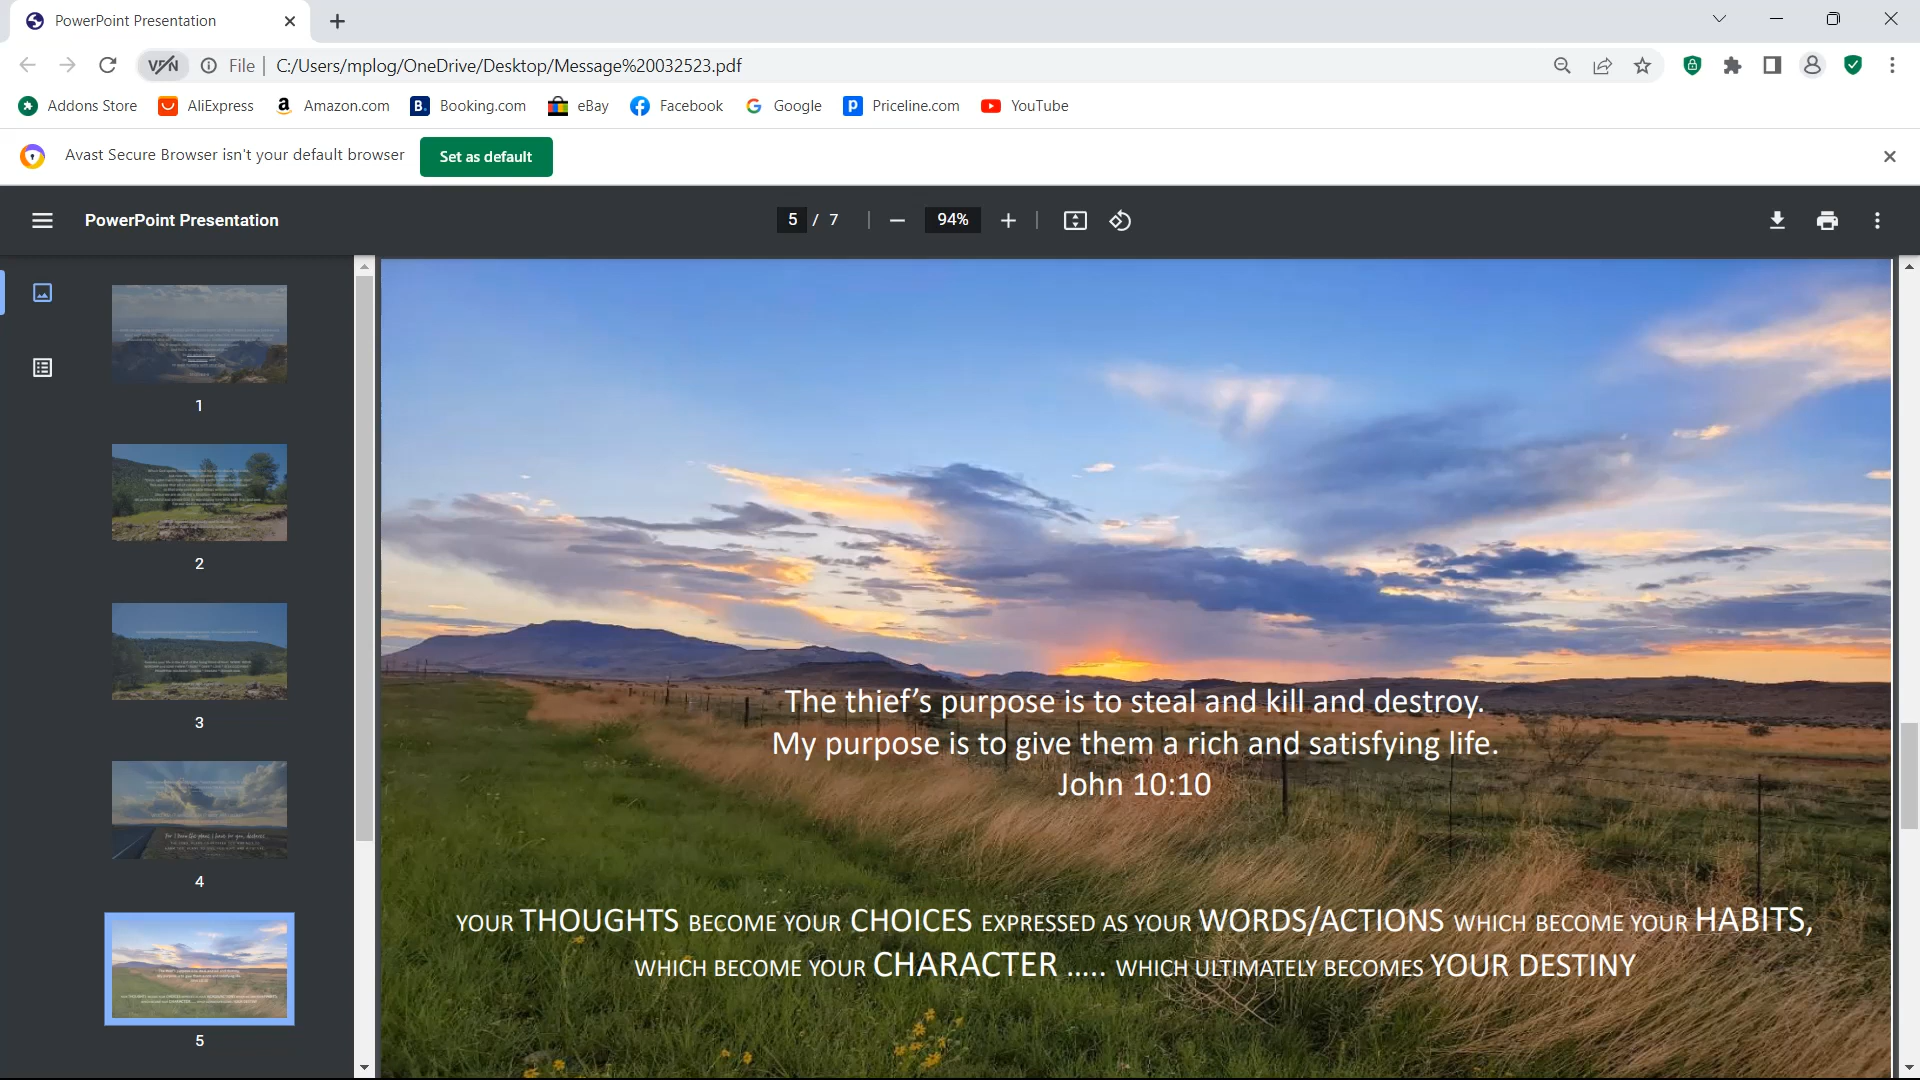 PowerPoint Presentation
File
C:/Users/mplog/OneDrive/Desktop/Message%20032523.pdf
Addons Store AliExpress Amazon.com Booking.com eBay Facebook Google Priceline.com YouTube
Avast Secure Browser isn't your default browser Set as default
PowerPoint Presentation 5 / 7 94%
1
2
3
4
5
The thief’s purpose is to steal and kill and destroy.
My purpose is to give them a rich and satisfying life.
John 10:10
YOUR THOUGHTS BECOME YOUR CHOICES EXPRESSED AS YOUR WORDS/ACTIONS WHICH BECOME YOUR HABITS,
WHICH BECOME YOUR CHARACTER ..... WHICH ULTIMATELY BECOMES YOUR DESTINY